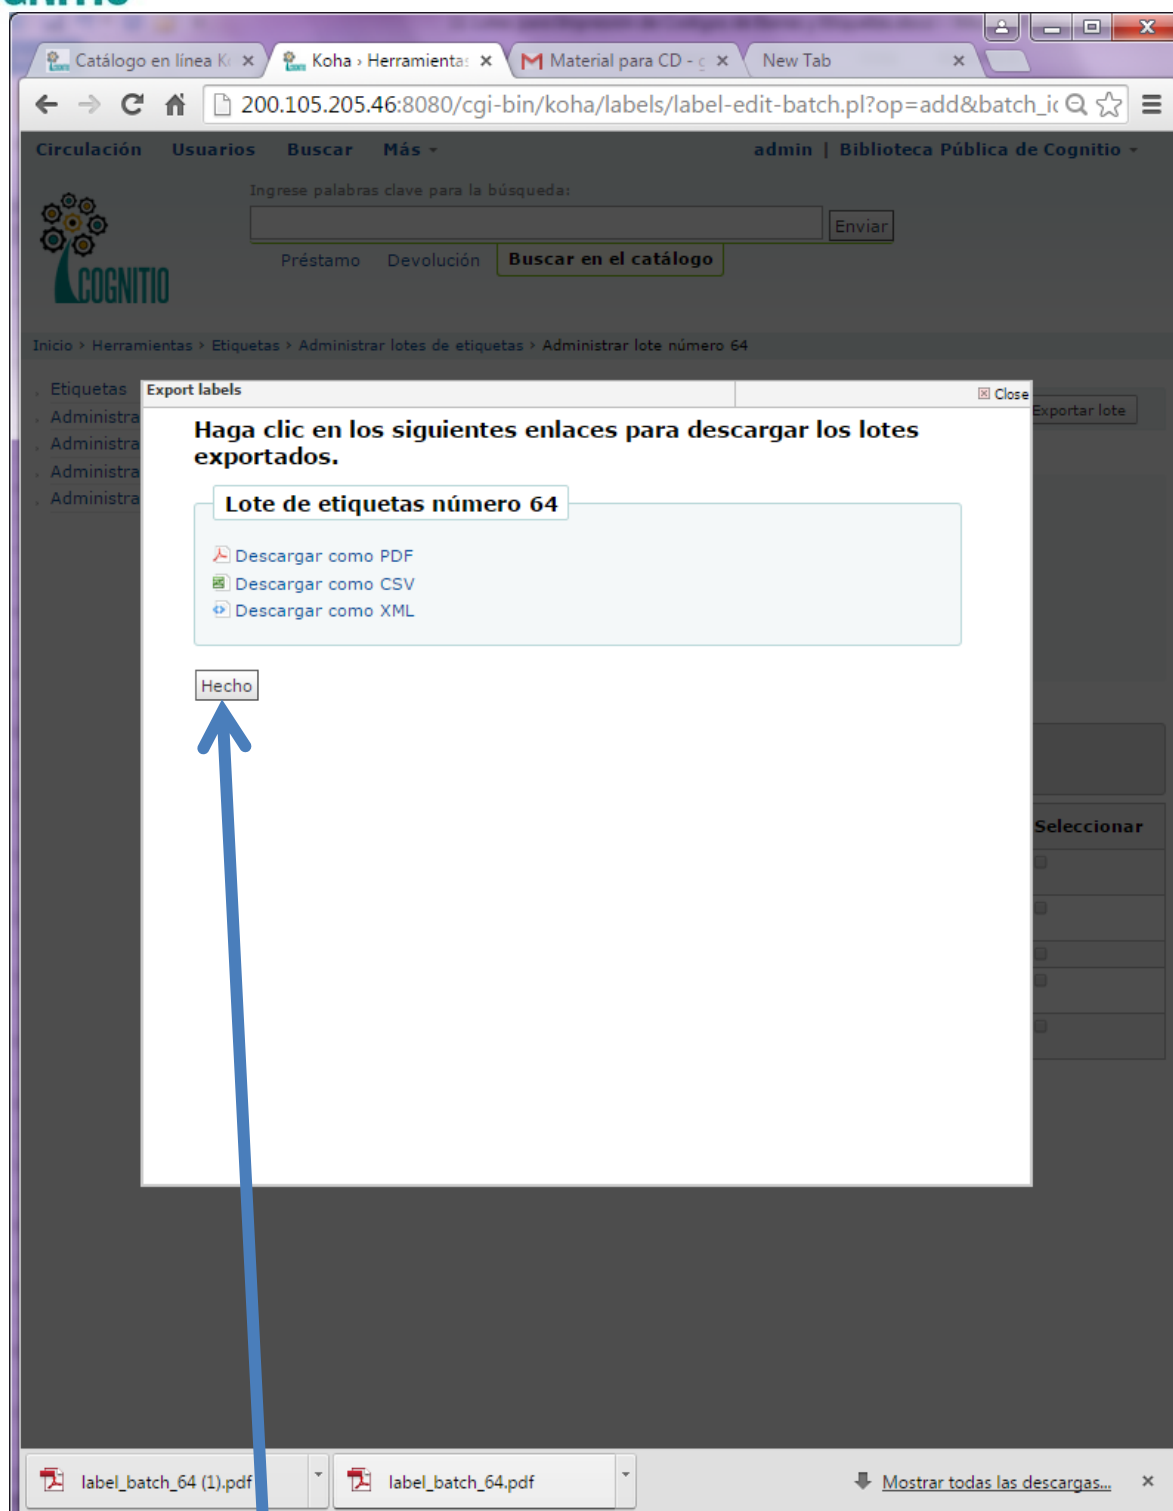 Catálogo en línea K
Koha › Herramienta
Material para CD - g
New Tab
200.105.205.46:8080/cgi-bin/koha/labels/label-edit-batch.pl?op=add&batch_i
Circulación Usuarios Buscar Más
admin | Biblioteca Pública de Cognitio
Ingrese palabras clave para la búsqueda:
Enviar
Préstamo Devolución Buscar en el catálogo
COGNITIO
Inicio › Herramientas › Etiquetas › Administrar lotes de etiquetas › Administrar lote número 64
Etiquetas
Administra
Administra
Administra
Administra
Export labels
Close
Exportar lote
Haga clic en los siguientes enlaces para descargar los lotes
exportados.
Lote de etiquetas número 64
Descargar como PDF
Descargar como CSV
Descargar como XML
Hecho
Seleccionar
label_batch_64 (1).pdf
label_batch_64.pdf
Mostrar todas las descargas...